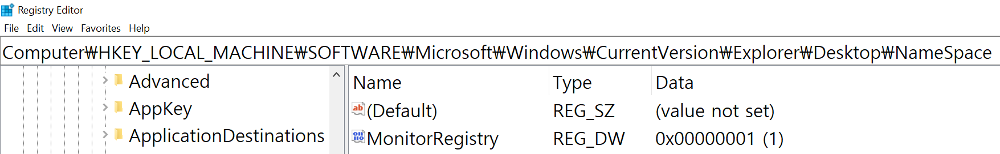 Registry Editor
File Edit View Favorites Help
Computer₩HKEY_LOCAL_MACHINE₩SOFTWARE₩Microsoft₩Windows₩CurrentVersion₩Explorer₩Desktop₩NameSpace
Advanced
AppKey
ApplicationDestinations
Name Type Data
(Default) REG_SZ (value not set)
MonitorRegistry REG_DW 0x00000001 (1)